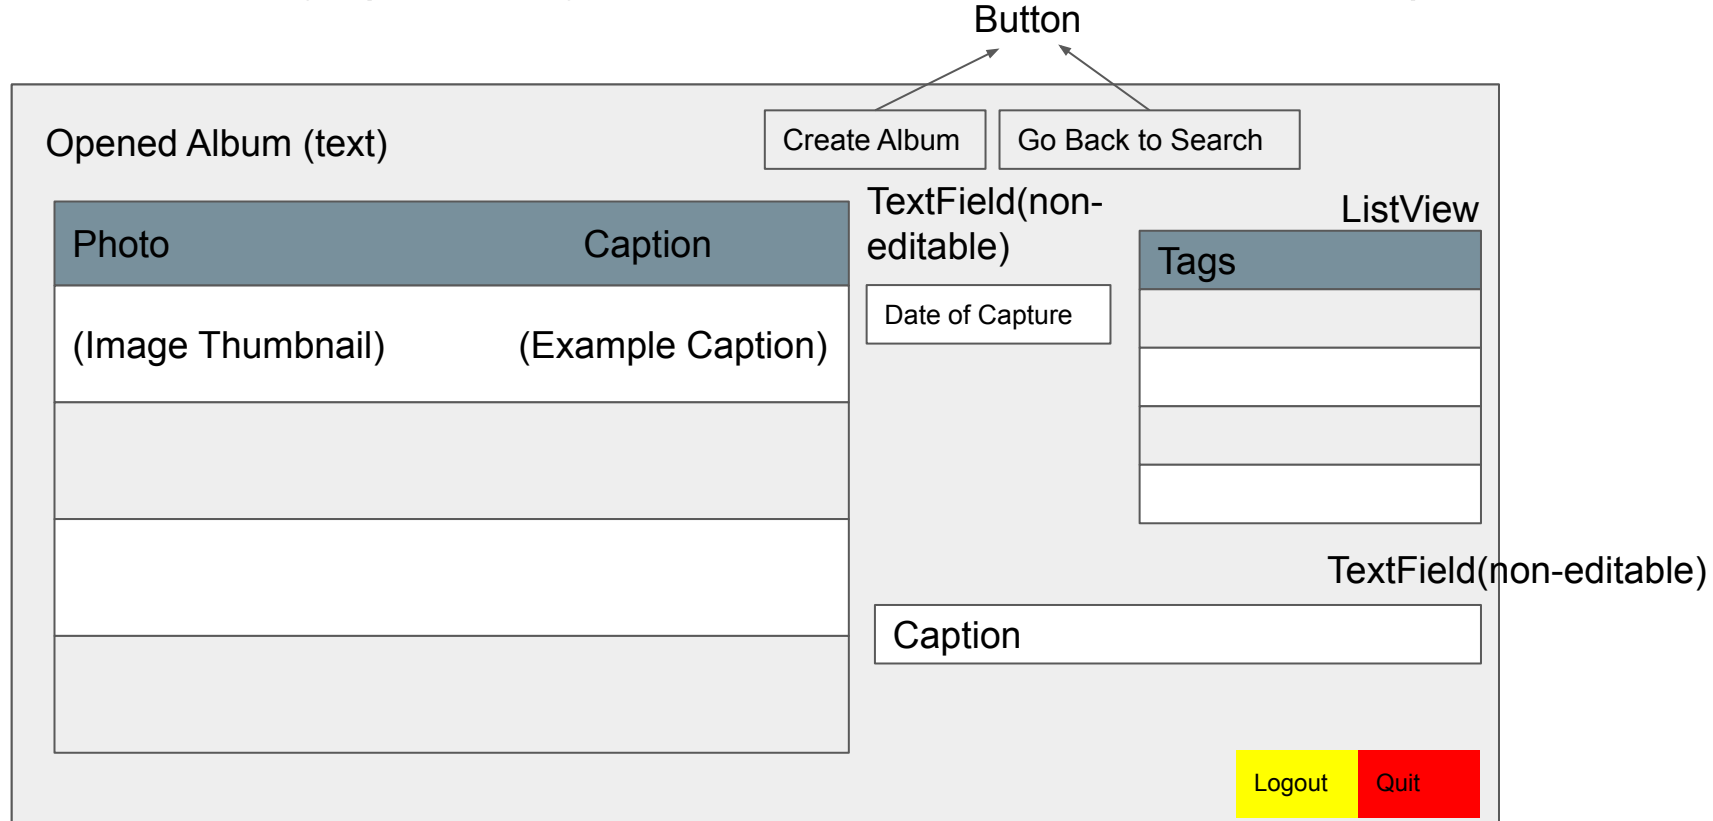 Button
Create Album
Go Back to Search
Opened Album (text)
TextField(non-
editable)
ListView
Photo
Caption
Tags
Date of Capture
(Image Thumbnail)
(Example Caption)
TextField(non-editable)
Caption
Logout
Quit